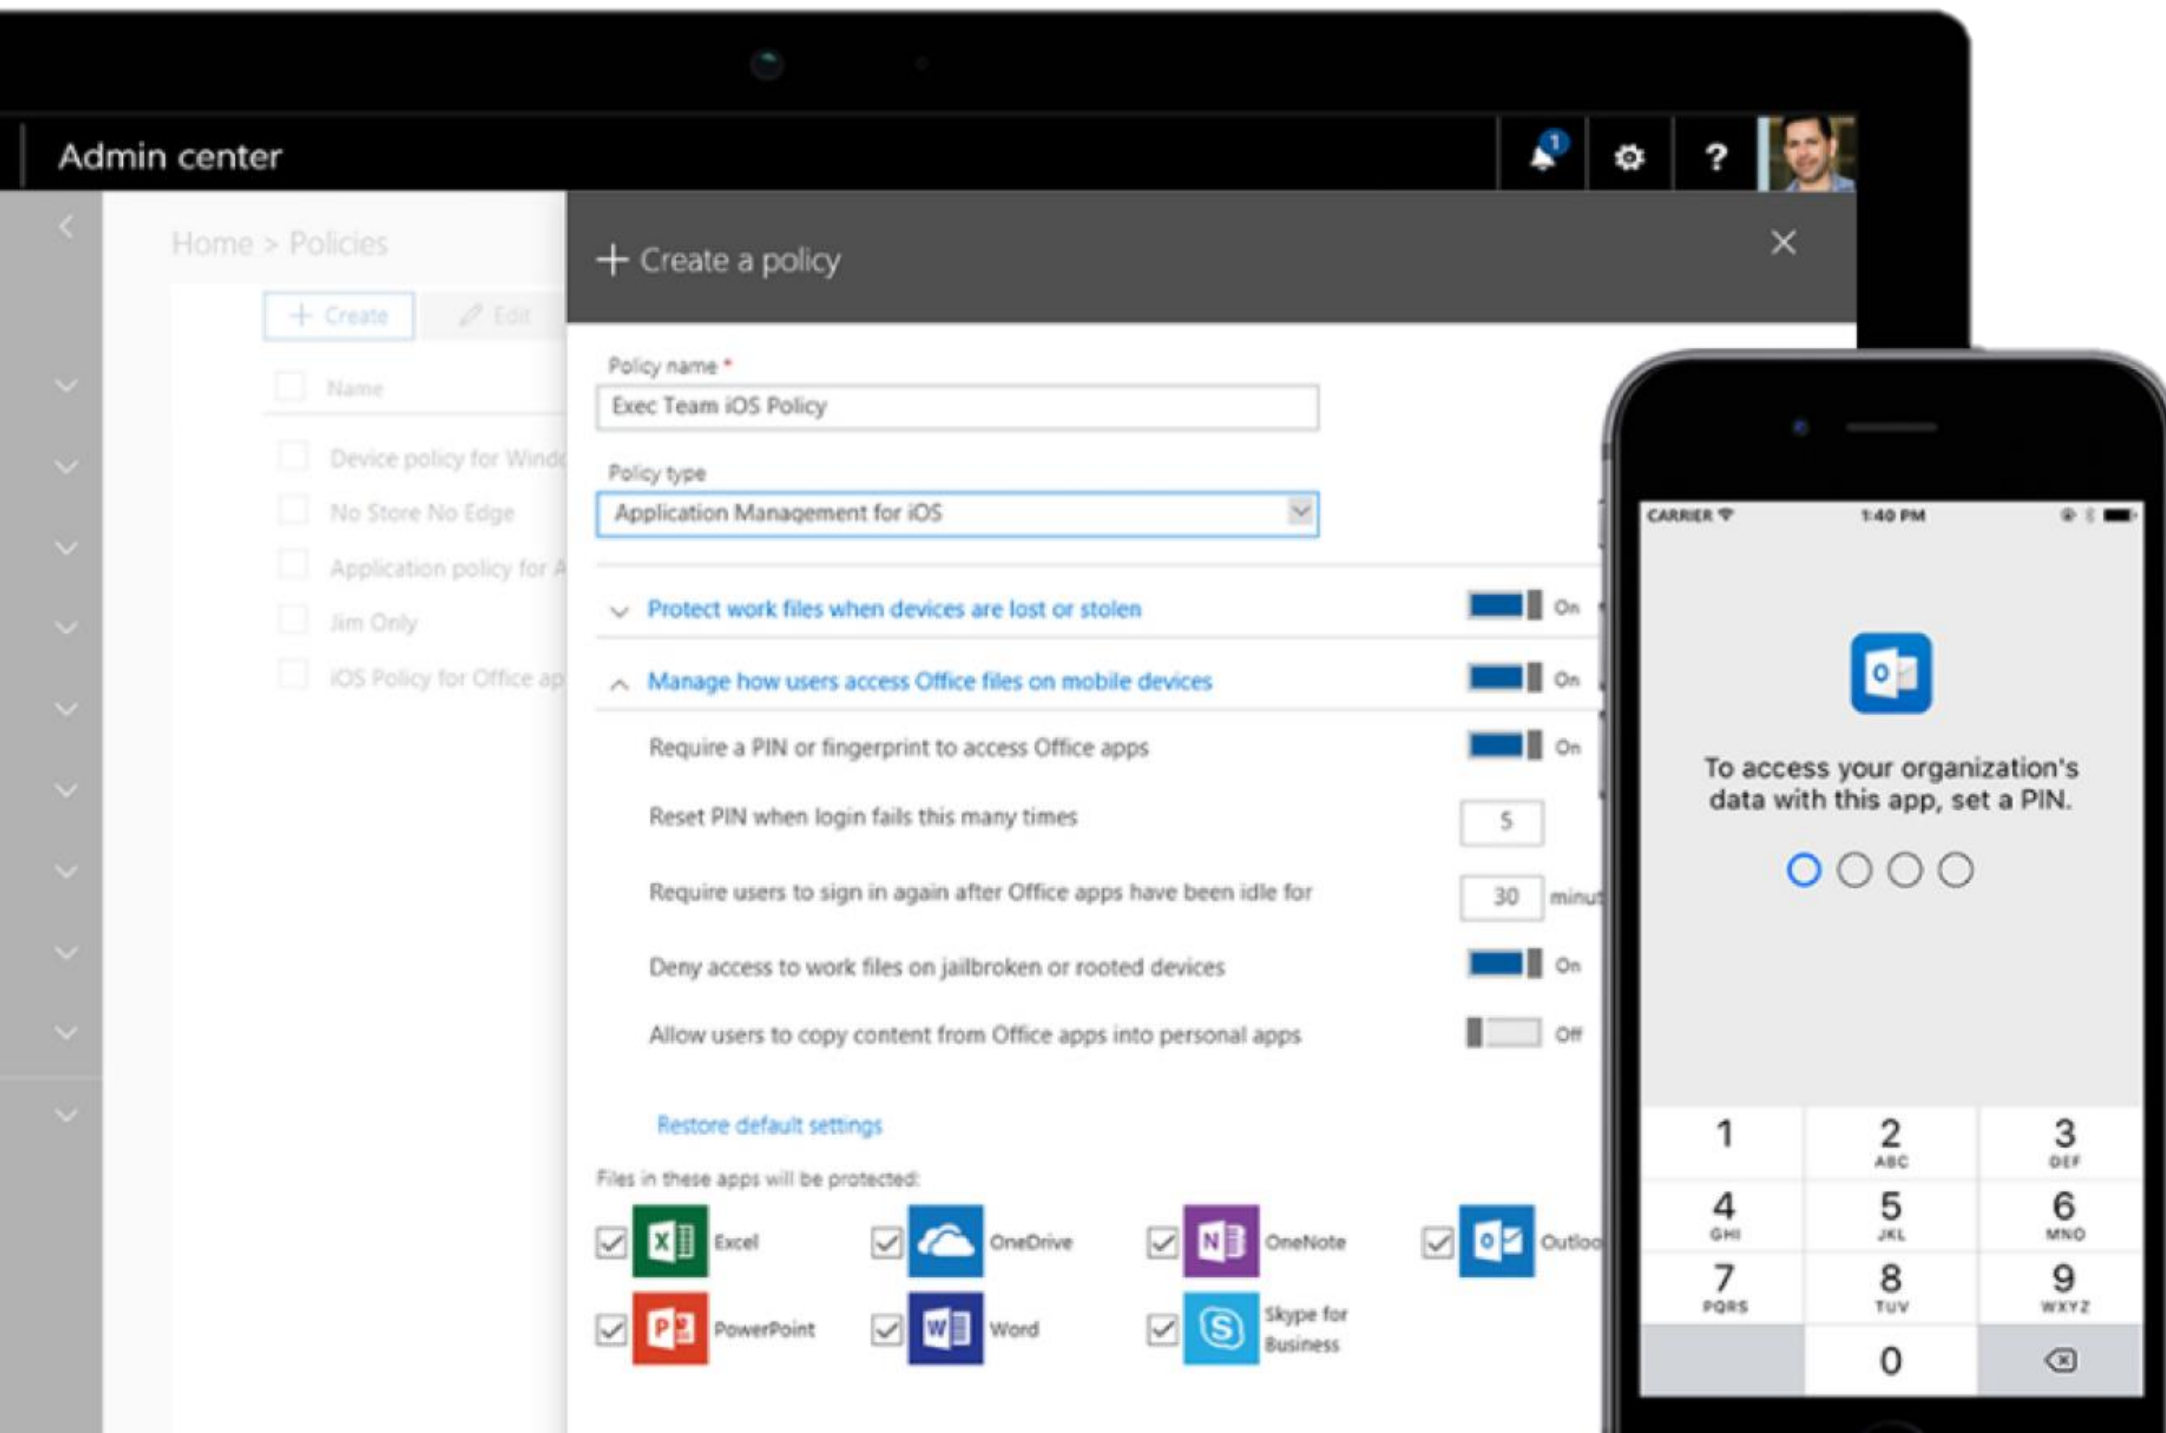 Admin center
1
?
Home > Policies
+ Create
Edit
Name
Device policy for Windo
No Store No Edge
Application policy for A
Jim Only
iOS Policy for Office ap
+ Create a policy
Policy name *
Exec Team iOS Policy
Policy type
Application Management for iOS
Protect work files when devices are lost or stolen On
Manage how users access Office files on mobile devices On
Require a PIN or fingerprint to access Office apps On
Reset PIN when login fails this many times 5
Require users to sign in again after Office apps have been idle for 30 minut
Deny access to work files on jailbroken or rooted devices On
Allow users to copy content from Office apps into personal apps Off
Restore default settings
Files in these apps will be protected:
Excel
OneDrive
OneNote
Outloo
PowerPoint
Word
Skype for
Business
CARRIER 1:40 PM
To access your organization's
data with this app, set a PIN.
1 2 3
ABC DEF
4 5 6
GHI JKL MNO
7 8 9
PQRS TUV WXYZ
0